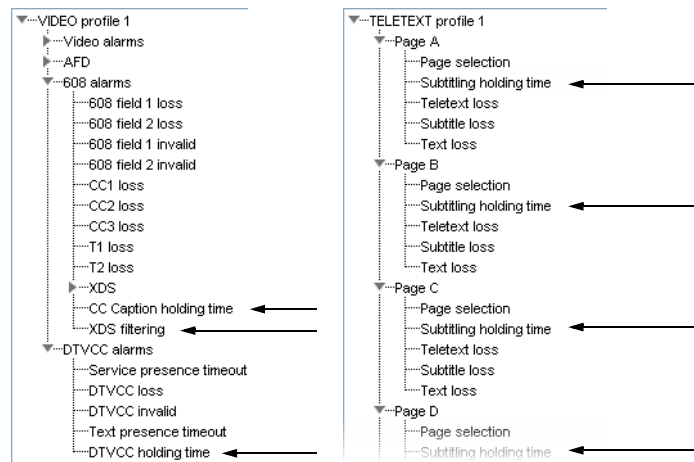 VIDEO profile 1
Video alarms
AFD
608 alarms
608 field 1 loss
608 field 2 loss
608 field 1 invalid
608 field 2 invalid
CC1 loss
CC2 loss
CC3 loss
T1 loss
T2 loss
XDS
CC Caption holding time
XDS filtering
DTVCC alarms
Service presence timeout
DTVCC loss
DTVCC invalid
Text presence timeout
DTVCC holding time
TELETEXT profile 1
Page A
Page selection
Subtitling holding time
Teletext loss
Subtitle loss
Text loss
Page B
Page selection
Subtitling holding time
Teletext loss
Subtitle loss
Text loss
Page C
Page selection
Subtitling holding time
Teletext loss
Subtitle loss
Text loss
Page D
Page selection
Subtitling holding time